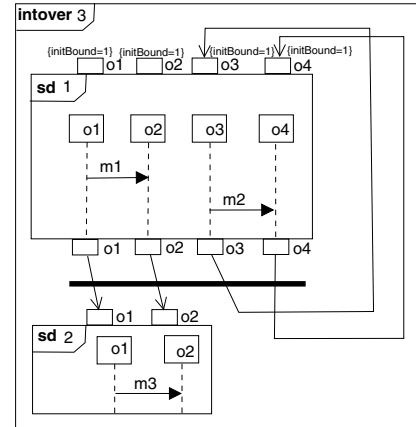 intover 3
{initBound=1} {initBound=1} {initBound=1} {initBound=1}
o1 o2 o3 o4
sd 1
o1 o2 o3 o4
m1
m2
o1 o2 o3 o4
o1 o2
sd 2
o1 o2
m3